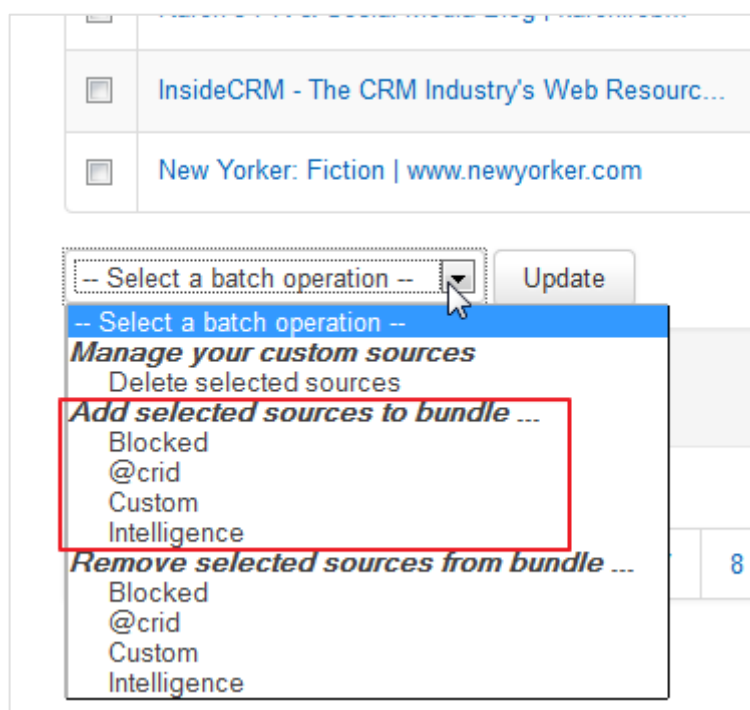 InsideCRM - The CRM Industry's Web Resourc...
New Yorker: Fiction | www.newyorker.com
-- Select a batch operation --
Update
-- Select a batch operation --
Manage your custom sources
Delete selected sources
Add selected sources to bundle ...
Blocked
@crid
Custom
Intelligence
Remove selected sources from bundle ...
8
Blocked
@crid
Custom
Intelligence